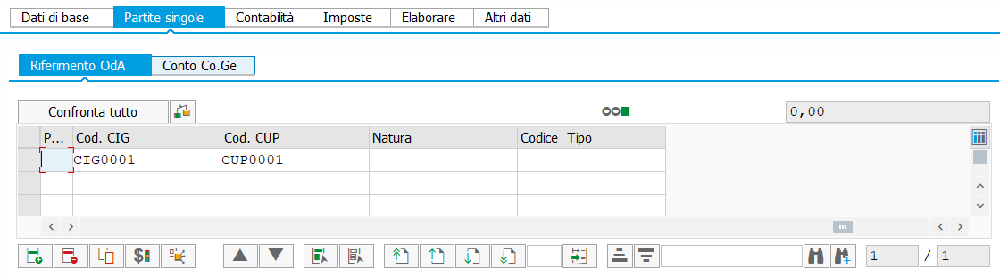 Dati di base Partite singole Contabilità Imposte Elaborare Altri dati
Riferimento OdA Conto Co.Ge
Confronta tutto 0,00
P... Cod. CIG Cod. CUP Natura Codice Tipo
CIG0001 CUP0001
1 / 1